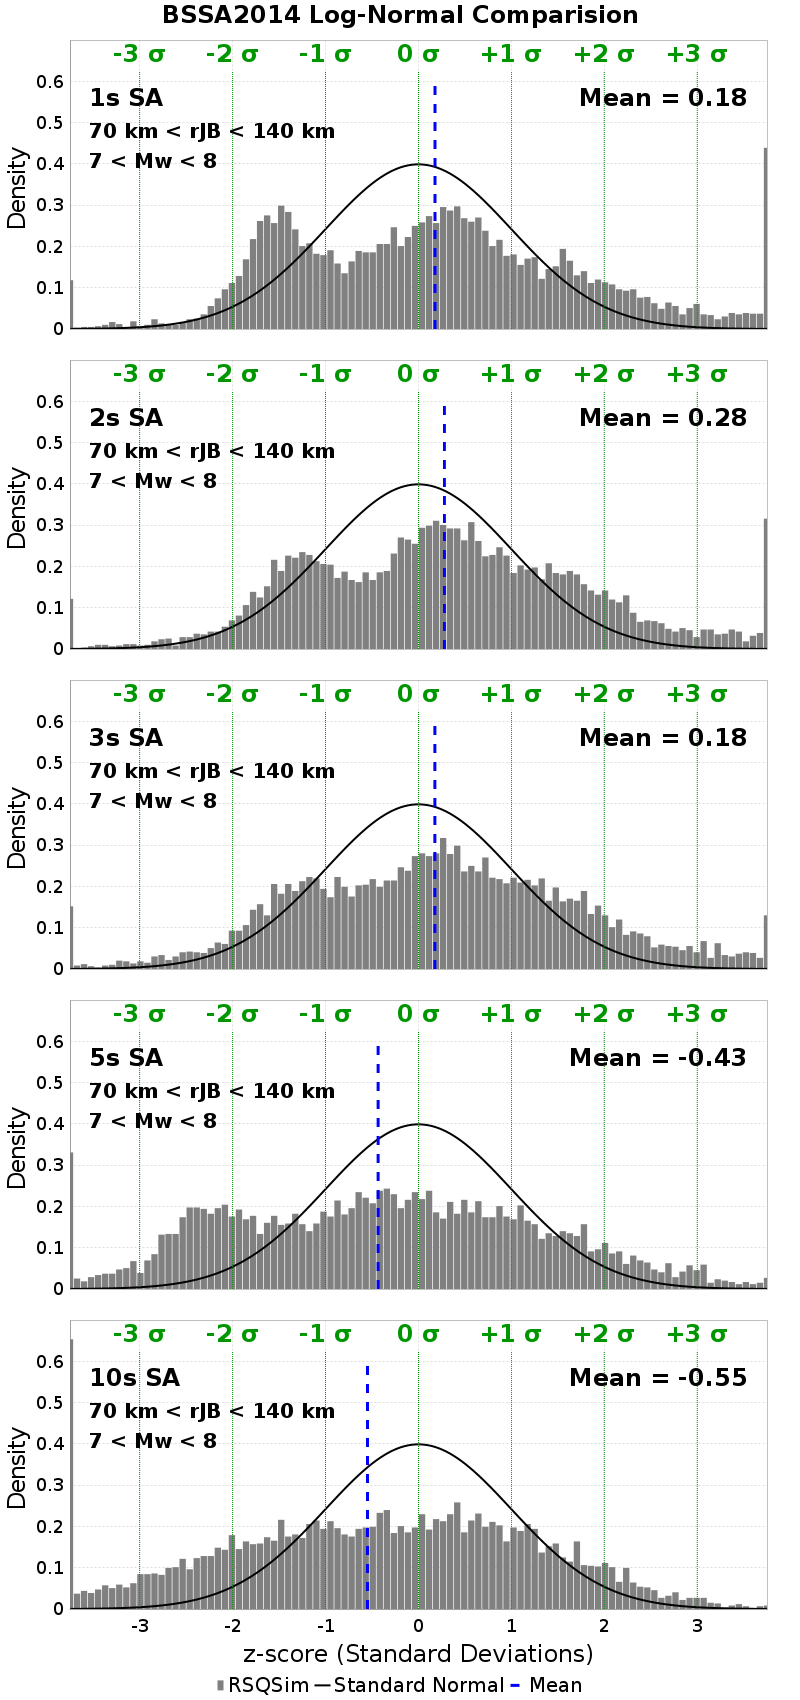 BSSA2014 Log-Normal Comparision
-3 σ -2 σ -1 σ 0 σ +1 σ +2 σ +3 σ
0.6
1s SA Mean = 0.18
0.5
70 km < rJB < 140 km
7 < Mw < 8
0.4
0.3
0.2
0.1
0
Density
-3 σ -2 σ -1 σ 0 σ +1 σ +2 σ +3 σ
0.6
2s SA Mean = 0.28
0.5
70 km < rJB < 140 km
7 < Mw < 8
0.4
0.3
0.2
0.1
0
Density
-3 σ -2 σ -1 σ 0 σ +1 σ +2 σ +3 σ
0.6
3s SA Mean = 0.18
0.5
70 km < rJB < 140 km
7 < Mw < 8
0.4
0.3
0.2
0.1
0
Density
-3 σ -2 σ -1 σ 0 σ +1 σ +2 σ +3 σ
0.6
5s SA Mean = -0.43
0.5
70 km < rJB < 140 km
7 < Mw < 8
0.4
0.3
0.2
0.1
0
Density
-3 σ -2 σ -1 σ 0 σ +1 σ +2 σ +3 σ
0.6
10s SA Mean = -0.55
0.5
70 km < rJB < 140 km
7 < Mw < 8
0.4
0.3
0.2
0.1
0
Density
-3 -2 -1 0 1 2 3
z-score (Standard Deviations)
RSQSim Standard Normal Mean